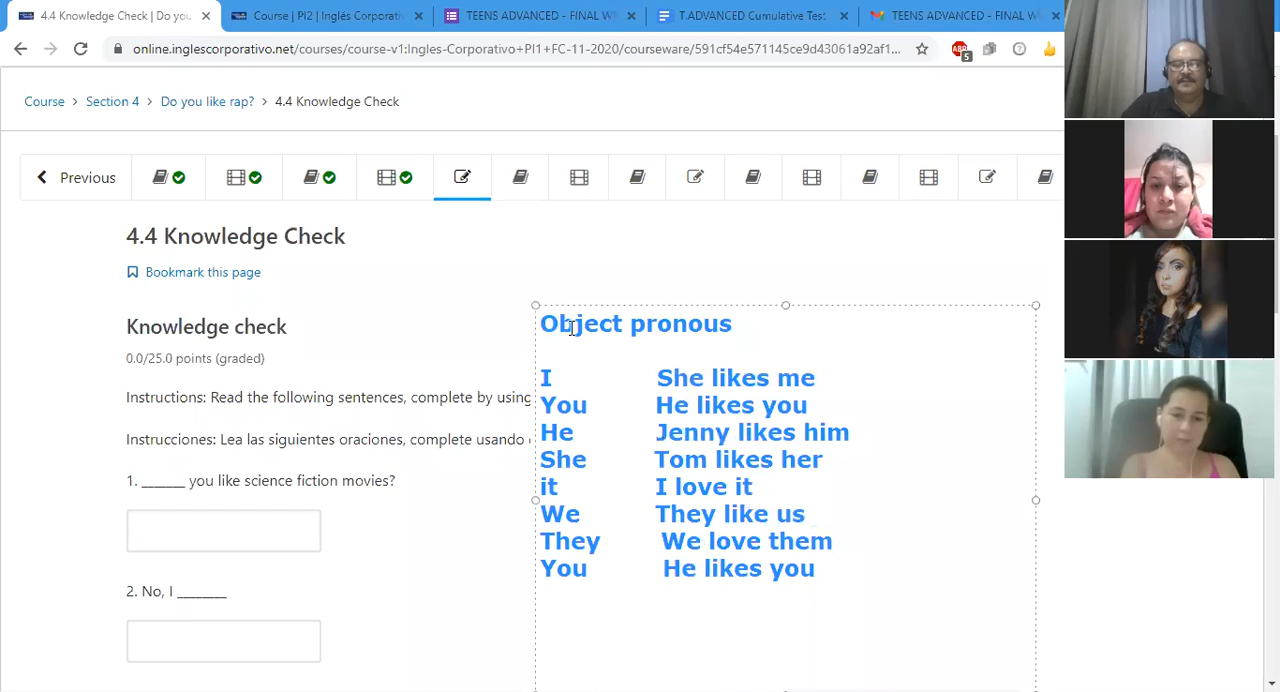 4.4 Knowledge Check | Do you
Course | PI2 | Inglés Corporativ
TEENS ADVANCED - FINAL W
T.ADVANCED Cumulative Test
TEENS ADVANCED - FINAL W
online.inglescorporativo.net/courses/course-v1:Ingles-Corporativo+PI1+FC-11-2020/courseware/591cf54e571145ce9d43061a92af1...
ABP
5
Course > Section 4 > Do you like rap? > 4.4 Knowledge Check
Previous
4.4 Knowledge Check
Bookmark this page
Knowledge check
0.0/25.0 points (graded)
Instructions: Read the following sentences, complete by using
Instrucciones: Lea las siguientes oraciones, complete usando
1. ______ you like science fiction movies?
2. No, I _______
Object pronous
I She likes me
You He likes you
He Jenny likes him
She Tom likes her
it I love it
We They like us
They We love them
You He likes you